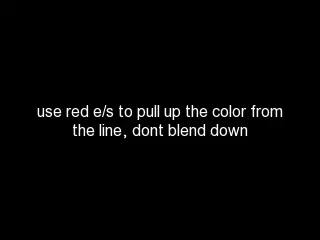 use red e/s to pull up the color from
the line, dont blend down